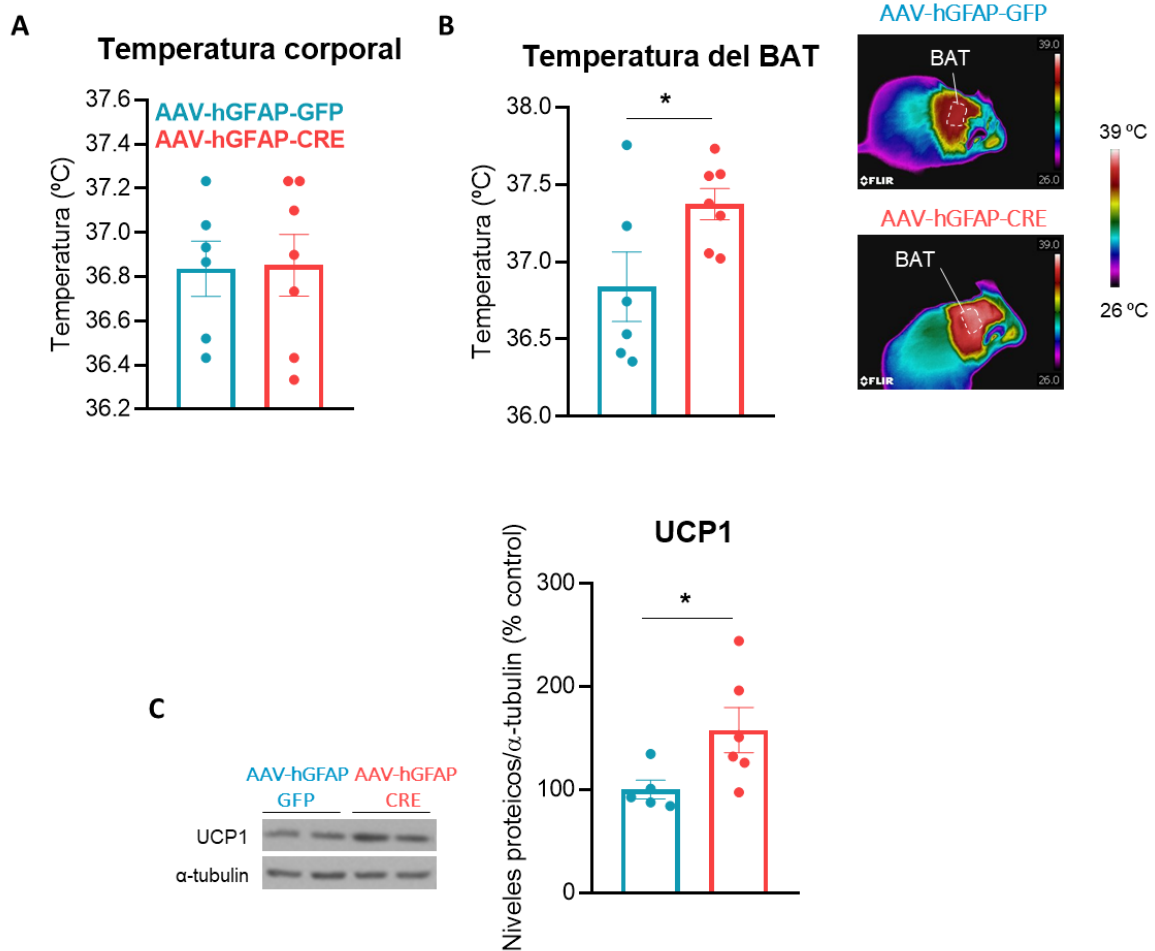 A
Temperatura corporal
Temperatura (ºC)
37.6
37.4
37.2
37.0
36.8
36.6
36.4
36.2
AAV-hGFAP-GFP
AAV-hGFAP-CRE
B
Temperatura del BAT
*
Temperatura (ºC)
38.0
37.5
37.0
36.5
36.0
AAV-hGFAP-GFP
39.0
BAT
FLIR
26.0
AAV-hGFAP-CRE
39.0
BAT
FLIR
26.0
39 ºC
26 ºC
C
AAV-hGFAP AAV-hGFAP
GFP CRE
UCP1
α-tubulin
UCP1
*
Niveles proteicos/α-tubulin (% control)
300
200
100
0